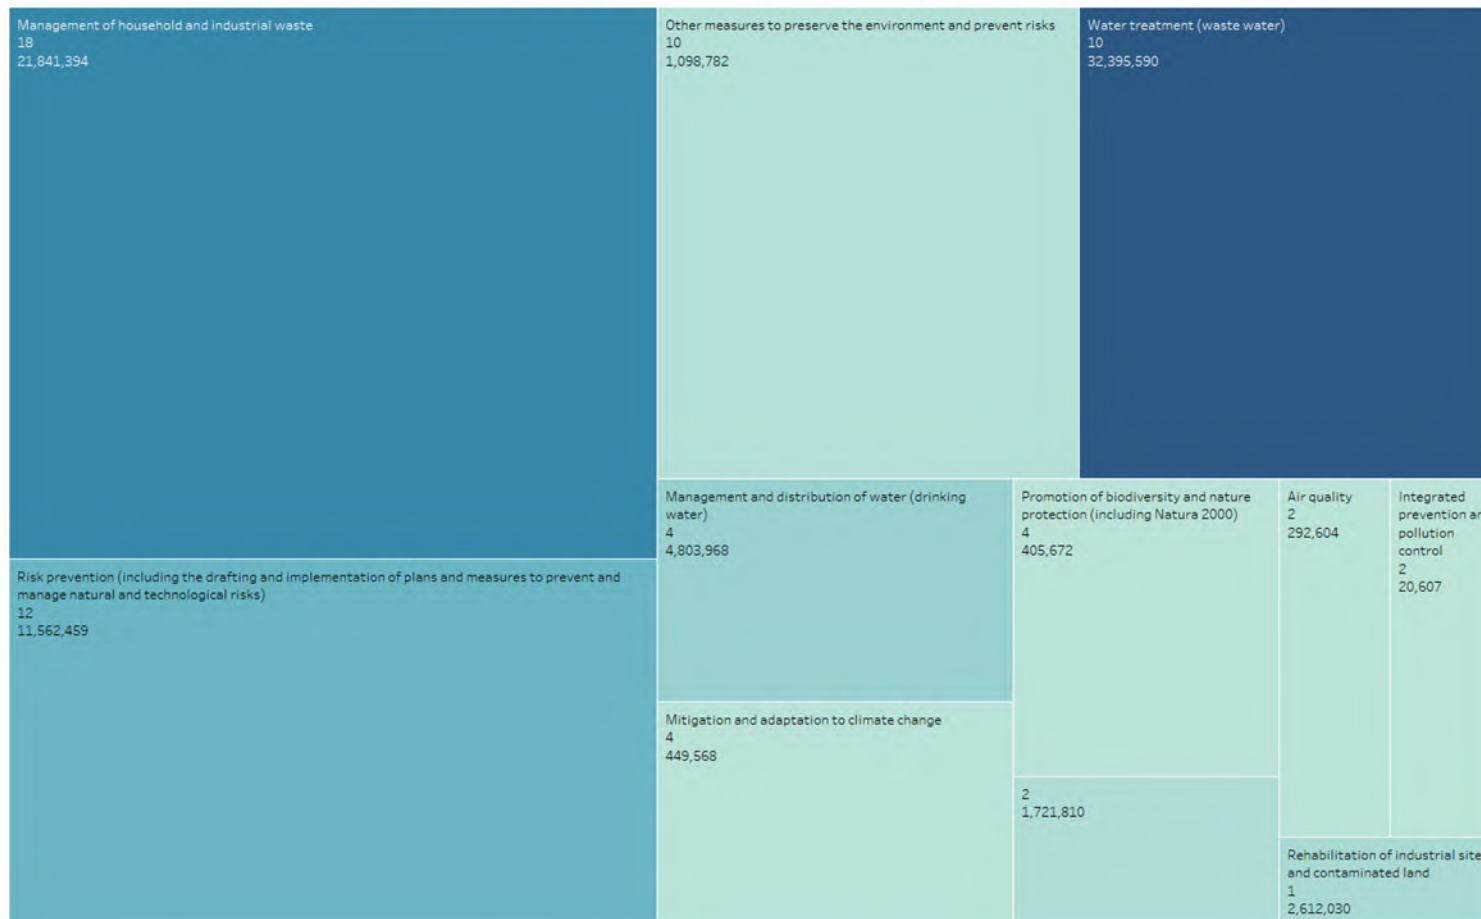 Management of household and industrial waste
18
21,841,394
Other measures to preserve the environment and prevent risks
10
1,098,782
Water treatment (waste water)
10
32,395,590
Risk prevention (including the drafting and implementation of plans and measures to prevent and
manage natural and technological risks)
12
11,562,459
Management and distribution of water (drinking
water)
4
4,803,968
Mitigation and adaptation to climate change
4
449,568
Promotion of biodiversity and nature
protection (including Natura 2000)
4
405,672
2
1,721,810
Air quality
2
292,604
Integrated
prevention
pollution
control
2
20,607
Rehabilitation of industrial site
and contaminated land
1
2,612,030